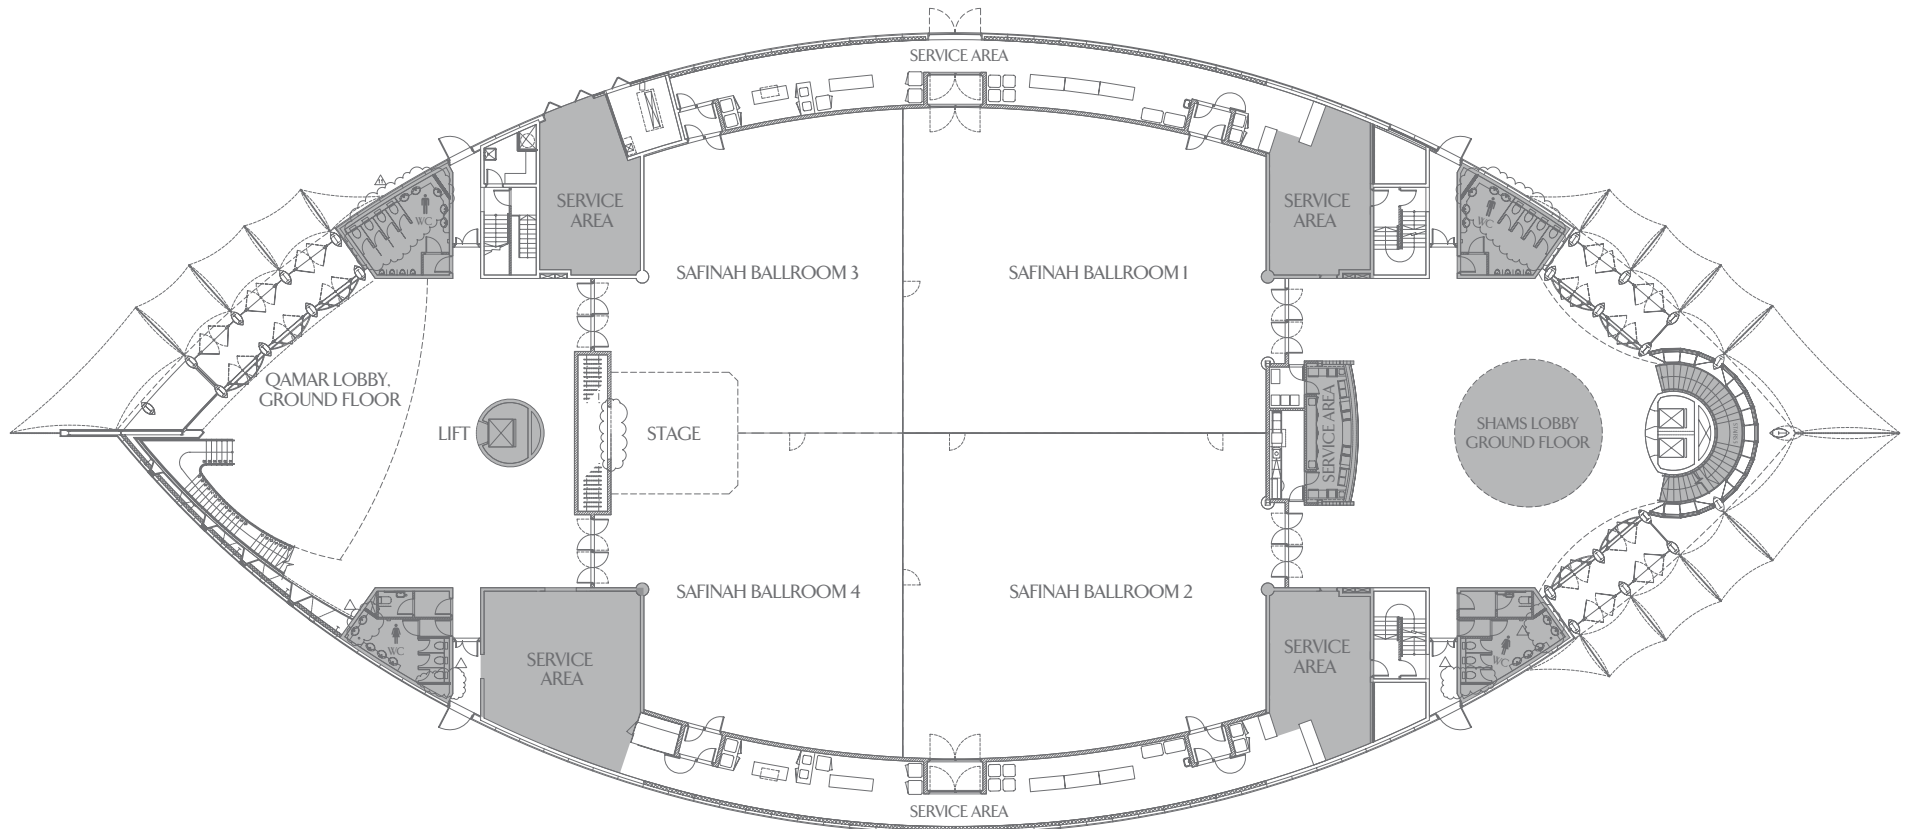 SERVICE AREA
SERVICE
AREA
SERVICE
AREA
WC
WC
SAFINAH BALLROOM 3
SAFINAH BALLROOM 1
QAMAR LOBBY,
GROUND FLOOR
LIFT
STAGE
SERVICE AREA
SHAMS LOBBY
GROUND FLOOR
SAFINAH BALLROOM 4
SAFINAH BALLROOM 2
WC
SERVICE
AREA
SERVICE
AREA
WC
SERVICE AREA